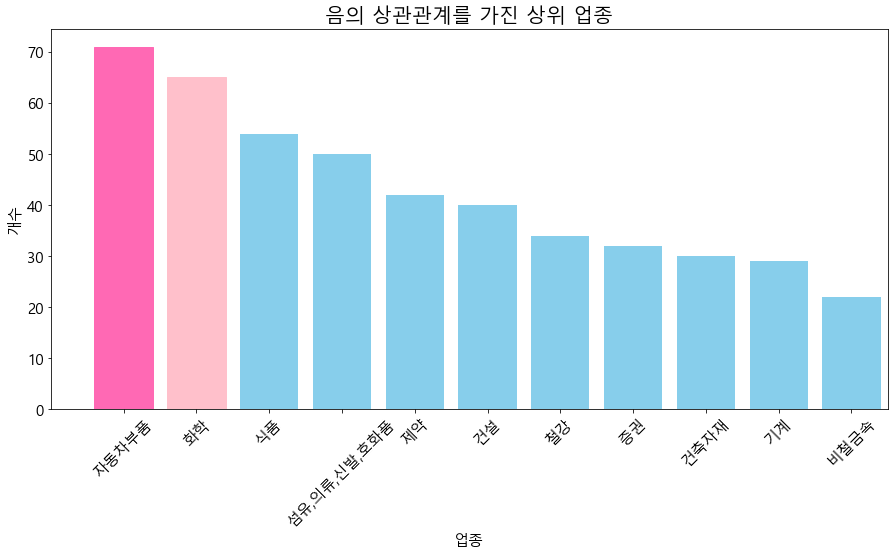 음의 상관관계를 가진 상위 업종
개수
70
60
50
40
30
20
10
0
자동차부품
화학
식품
섬유,의류,신발,호화품
제약
건설
철강
증권
건축자재
기계
비철금속
업종